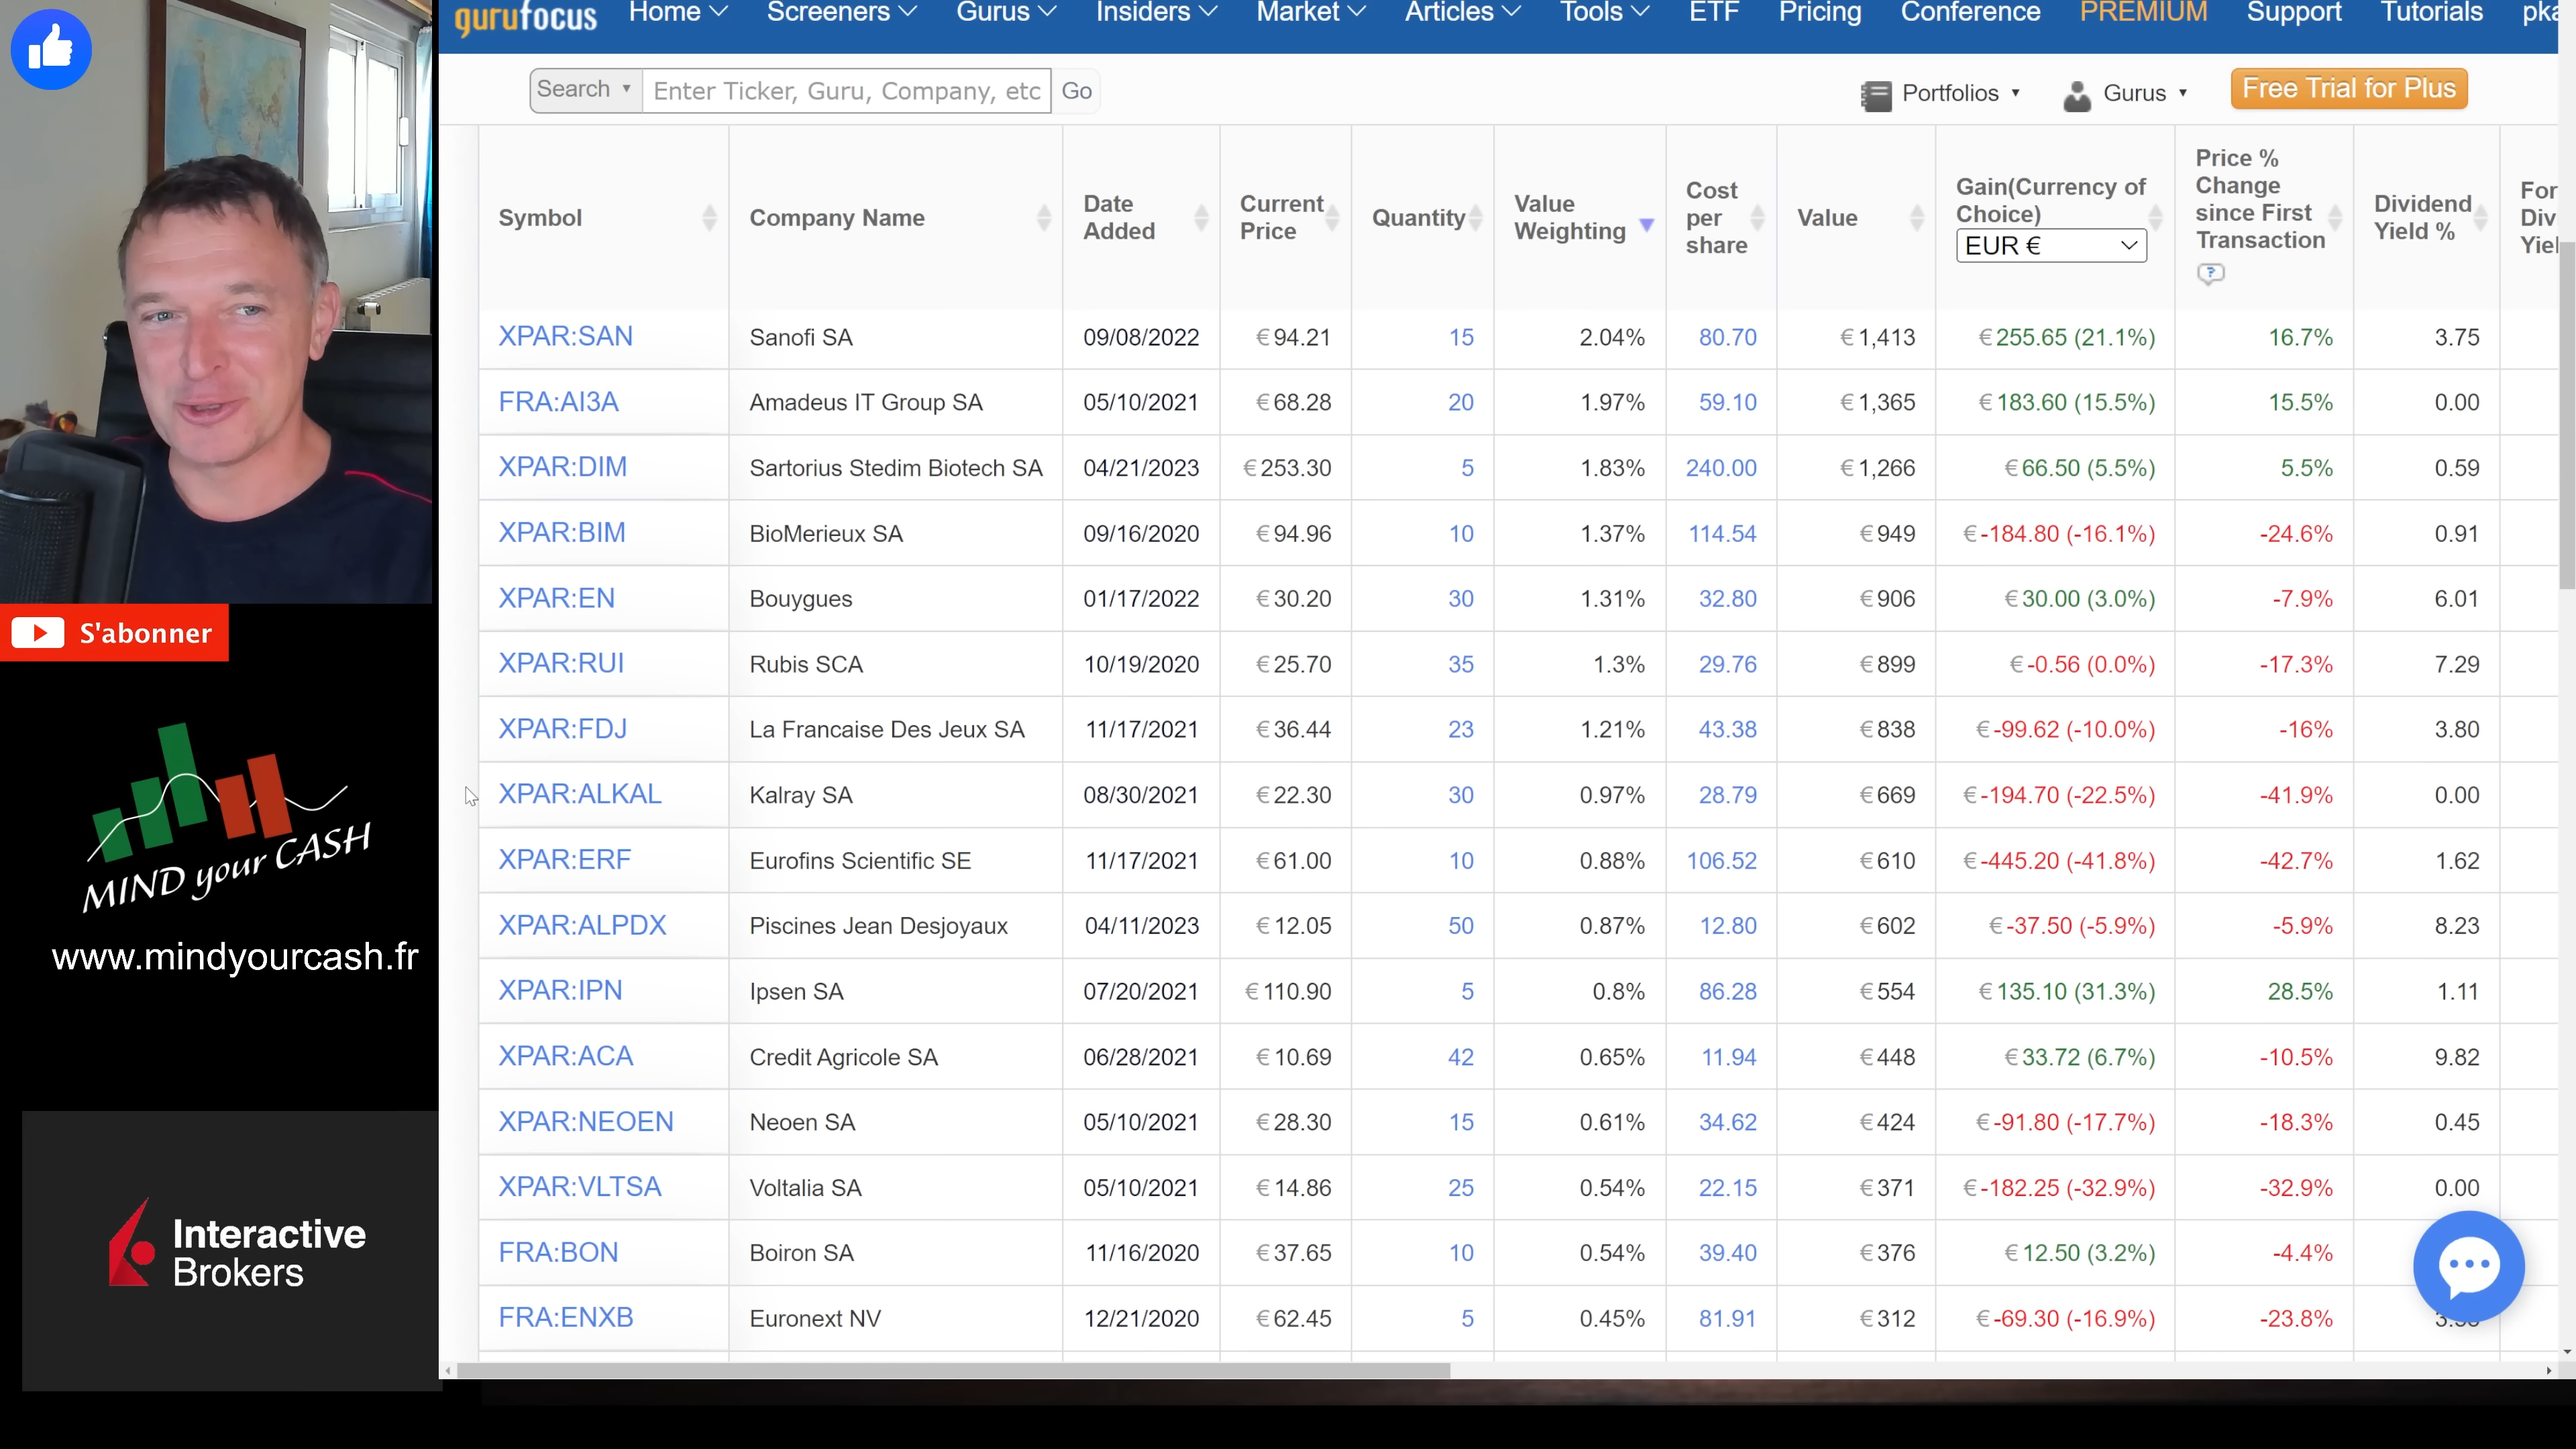 gurufocus Home Screeners Gurus Insiders Market Articles Tools ETF Pricing Conference PREMIUM Support Tutorials
Search Enter Ticker, Guru, Company, etc Go Portfolios Gurus Free Trial for Plus
Symbol Company Name Date Added Current Price Quantity Value Weighting Cost per share Value Gain(Currency of Choice) EUR € Price % Change since First Transaction ? Dividend Yield %
XPAR:SAN Sanofi SA 09/08/2022 €94.21 15 2.04% 80.70 €1,413 €255.65 (21.1%) 16.7% 3.75
FRA:AI3A Amadeus IT Group SA 05/10/2021 €68.28 20 1.97% 59.10 €1,365 €183.60 (15.5%) 15.5% 0.00
XPAR:DIM Sartorius Stedim Biotech SA 04/21/2023 €253.30 5 1.83% 240.00 €1,266 €66.50 (5.5%) 5.5% 0.59
XPAR:BIM BioMerieux SA 09/16/2020 €94.96 10 1.37% 114.54 €949 €-184.80 (-16.1%) -24.6% 0.91
XPAR:EN Bouygues 01/17/2022 €30.20 30 1.31% 32.80 €906 €30.00 (3.0%) -7.9% 6.01
XPAR:RUI Rubis SCA 10/19/2020 €25.70 35 1.3% 29.76 €899 €-0.56 (0.0%) -17.3% 7.29
XPAR:FDJ La Francaise Des Jeux SA 11/17/2021 €36.44 23 1.21% 43.38 €838 €-99.62 (-10.0%) -16% 3.80
XPAR:ALKAL Kalray SA 08/30/2021 €22.30 30 0.97% 28.79 €669 €-194.70 (-22.5%) -41.9% 0.00
XPAR:ERF Eurofins Scientific SE 11/17/2021 €61.00 10 0.88% 106.52 €610 €-445.20 (-41.8%) -42.7% 1.62
XPAR:ALPDX Piscines Jean Desjoyaux 04/11/2023 €12.05 50 0.87% 12.80 €602 €-37.50 (-5.9%) -5.9% 8.23
XPAR:IPN Ipsen SA 07/20/2021 €110.90 5 0.8% 86.28 €554 €135.10 (31.3%) 28.5% 1.11
XPAR:ACA Credit Agricole SA 06/28/2021 €10.69 42 0.65% 11.94 €448 €33.72 (6.7%) -10.5% 9.82
XPAR:NEOEN Neoen SA 05/10/2021 €28.30 15 0.61% 34.62 €424 €-91.80 (-17.7%) -18.3% 0.45
XPAR:VLTSA Voltalia SA 05/10/2021 €14.86 25 0.54% 22.15 €371 €-182.25 (-32.9%) -32.9% 0.00
FRA:BON Boiron SA 11/16/2020 €37.65 10 0.54% 39.40 €376 €12.50 (3.2%) -4.4%
FRA:ENXB Euronext NV 12/21/2020 €62.45 5 0.45% 81.91 €312 €-69.30 (-16.9%) -23.8%
S'abonner
MIND your CASH
www.mindyourcash.fr
Interactive
Brokers